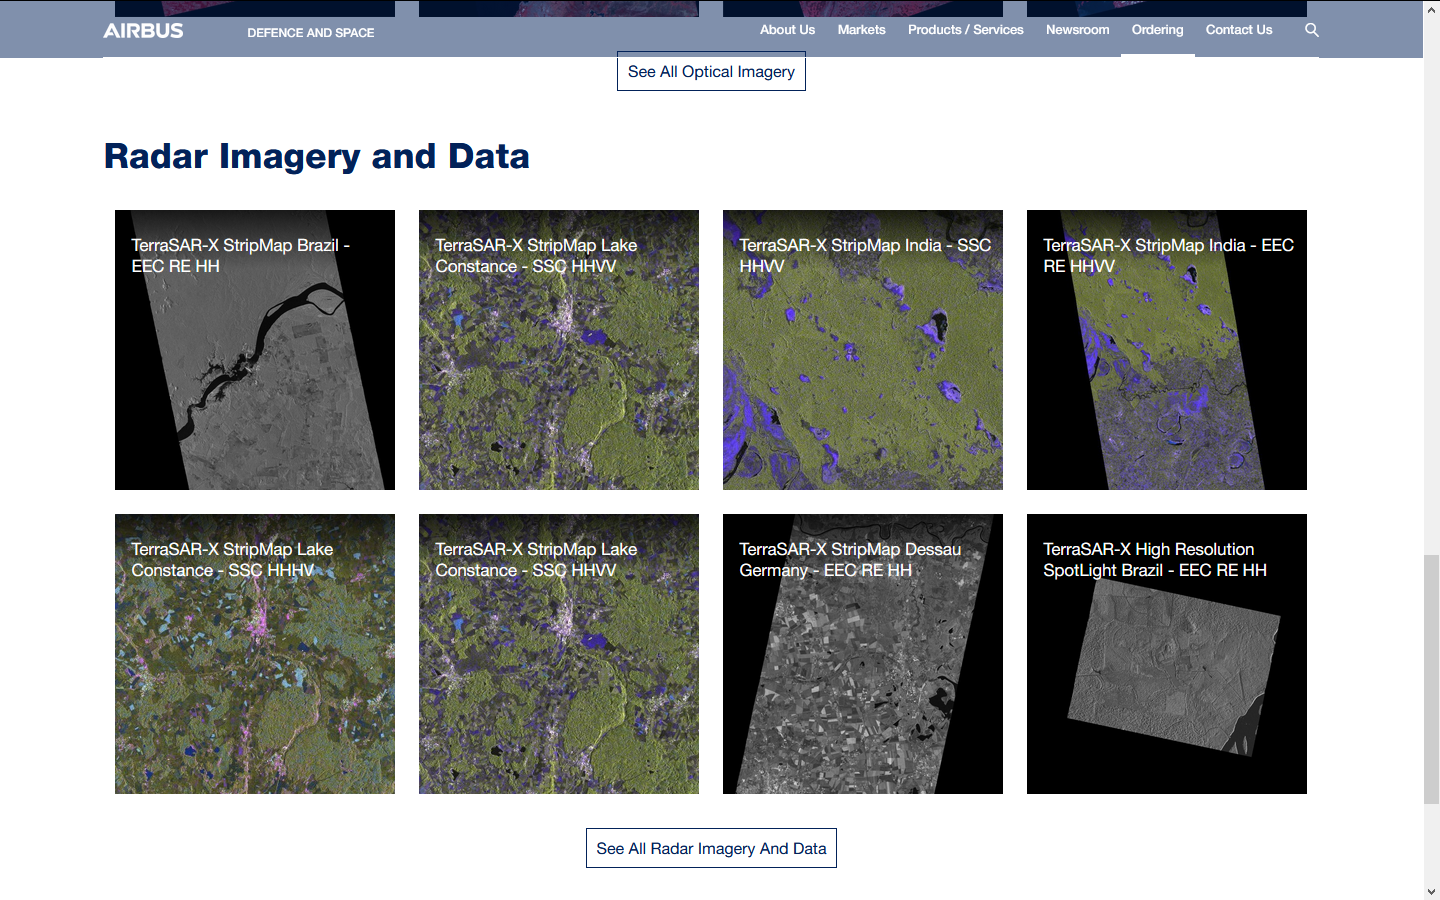 AIRBUS
DEFENCE AND SPACE
About Us
Markets
Products / Services
Newsroom
Ordering
Contact Us
See All Optical Imagery
Radar Imagery and Data
TerraSAR-X StripMap Brazil -
EEC RE HH
TerraSAR-X StripMap Lake
Constance - SSC HHVV
TerraSAR-X StripMap India - SSC
HHVV
TerraSAR-X StripMap India - EEC
RE HHVV
TerraSAR-X StripMap Lake
Constance - SSC HHHV
TerraSAR-X StripMap Lake
Constance - SSC HHVV
TerraSAR-X StripMap Dessau
Germany - EEC RE HH
TerraSAR-X High Resolution
SpotLight Brazil - EEC RE HH
See All Radar Imagery And Data